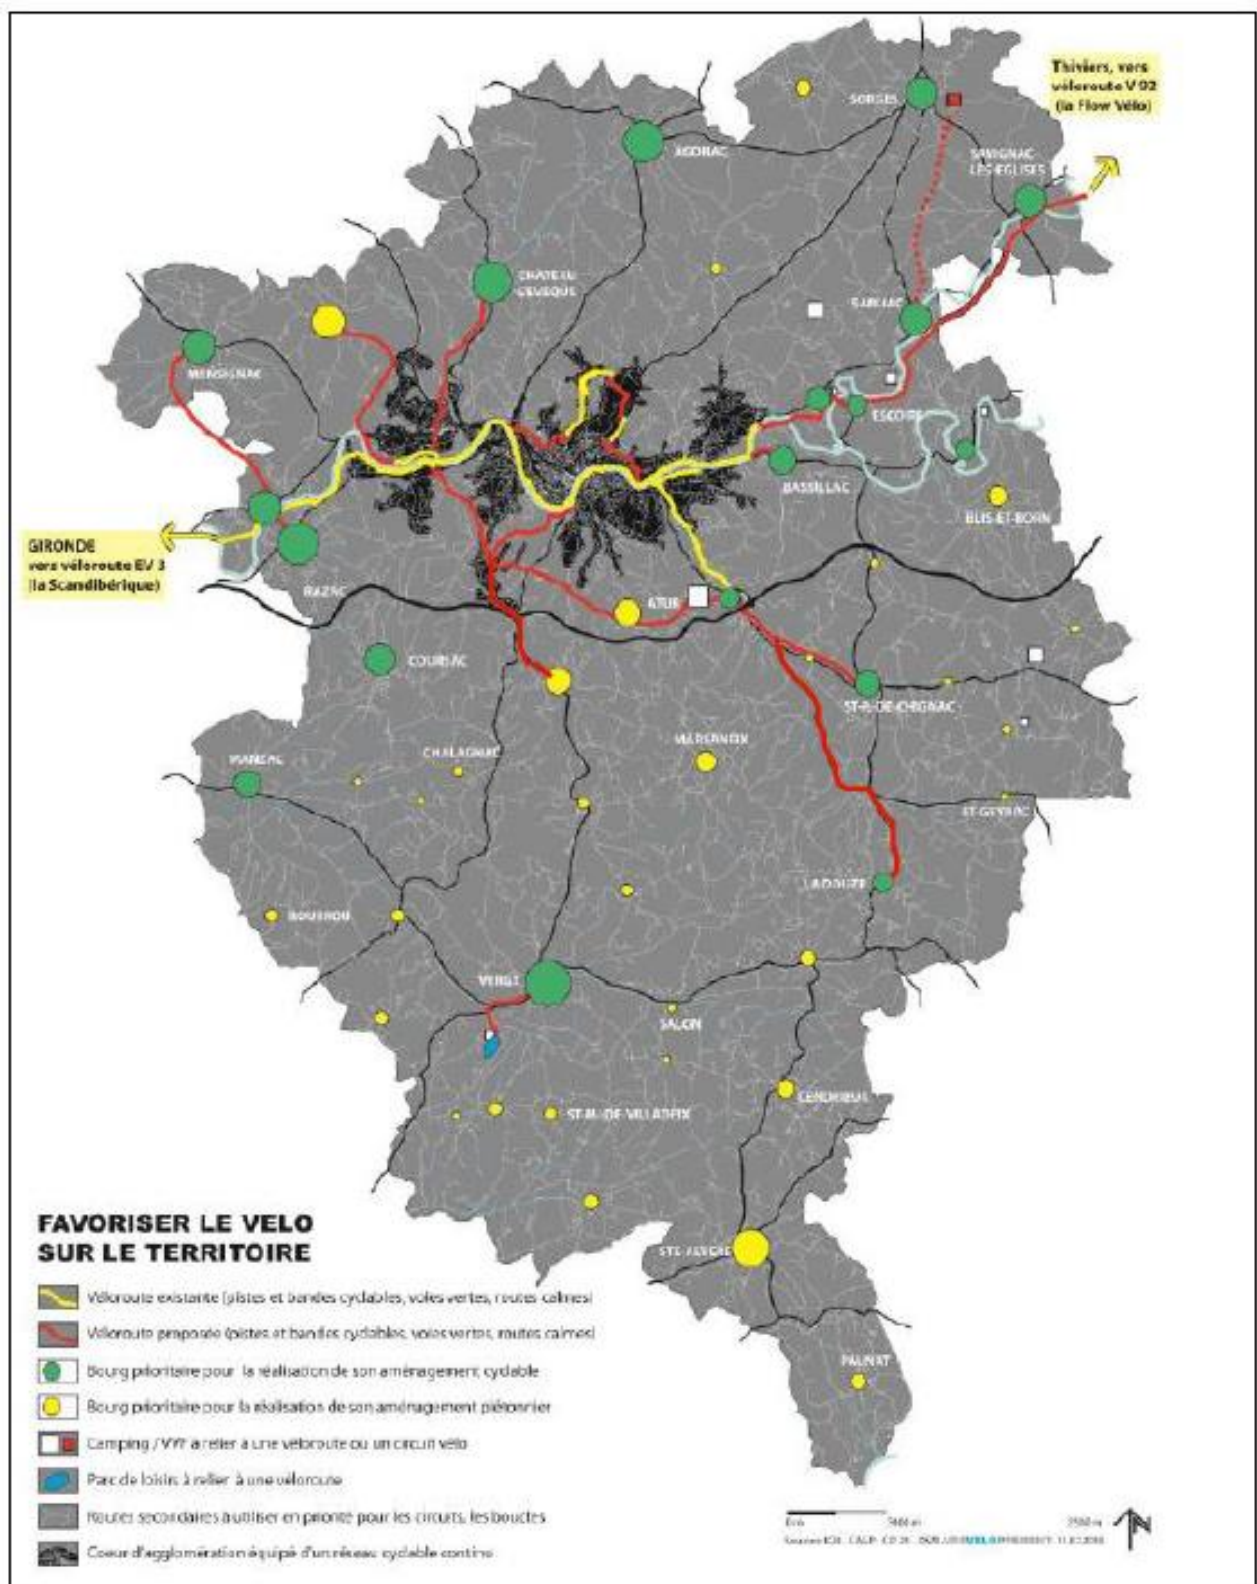 Thiviers, vers
véloroute V 92
(la Flow Vélo)
SORGES
AGONAC
SAVIGNAC
LES EGLISES
CHATEAU
L'EVEQUE
SARLIAC
MENSIGNAC
ESCOIRE
BASSILLAC
BLIS-ET-BORN
GIRONDE
vers véloroute EV 3
(la Scandibérique)
RAZAC
ATUR
COURSAC
ST-P.-DE-CHIGNAC
MARSANEIX
CHALAGNAC
MANZAC
ST-GEYRAC
LADOUZE
BOURROU
VERGT
SALON
CENDRIEUX
ST-M.-DE-VILLADEIX
STE-ALVERE
PAUNAT
FAVORISER LE VELO
SUR LE TERRITOIRE
Véloroute existante (pistes et bandes cyclables, voies vertes, routes calmes)
Véloroute proposée (pistes et bandes cyclables, voies vertes, routes calmes)
Bourg prioritaire pour la réalisation de son aménagement cyclable
Bourg prioritaire pour la réalisation de son aménagement piétonnier
Camping / VVF à relier à une véloroute ou un circuit vélo
Parc de loisirs à relier à une véloroute
Routes secondaires à utiliser en priorité pour les circuits, les boucles
Coeur d'agglomération équipé d'un réseau cyclable continu
N